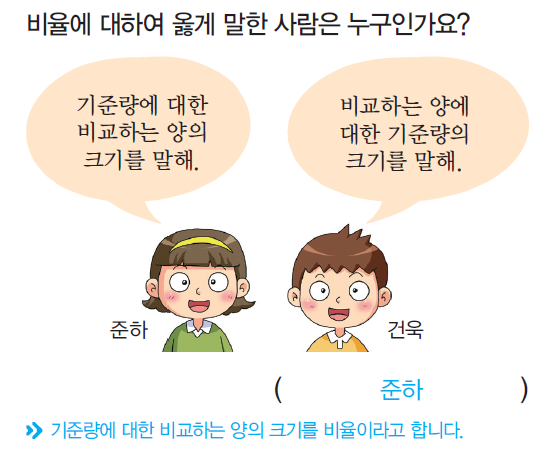 비율에 대하여 옳게 말한 사람은 누구인가요?
기준량에 대한
비교하는 양의
크기를 말해.
비교하는 양에
대한 기준량의
크기를 말해.
준하
건욱
( 준하 )
기준량에 대한 비교하는 양의 크기를 비율이라고 합니다.